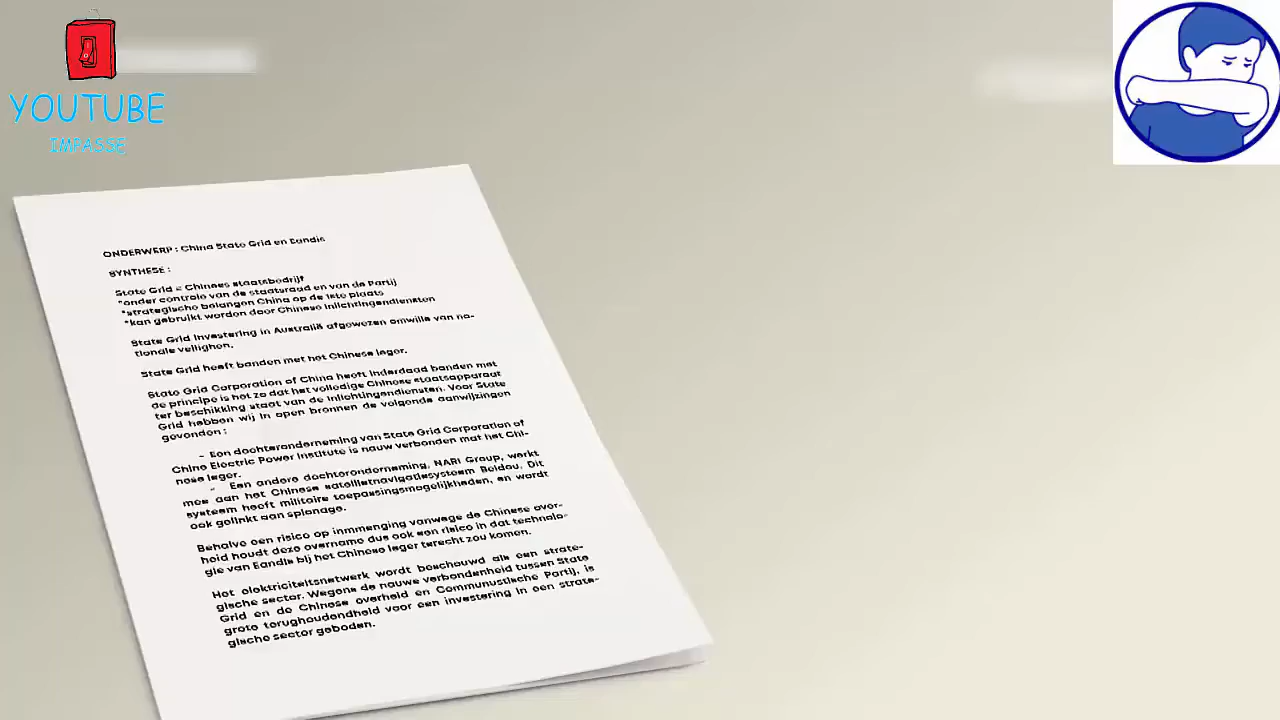 YOUTUBE
IMPASSE
ONDERWERP : China State Grid en Eandis
SYNTHESE :
State Grid = Chinees staatsbedrijf
*onder controle van de staatsraad en van de Partij
*strategische belangen China op de 1ste plaats
*kan gebruikt worden door Chinese inlichtingendiensten
State Grid investering in Australië afgewezen omwille van na-
tionale veiligheid.
State Grid heeft banden met het Chinese leger.
State Grid Corporation of China heeft inderdaad banden met
de principe is het zo dat het volledige Chinese staatsapparaat
ter beschikking staat van de inlichtingendiensten. Voor State
Grid hebben wij in open bronnen de volgende aanwijzingen
gevonden :
- Een dochteronderneming van State Grid Corporation of
China Electric Power Institute is nauw verbonden met het Chi-
nese leger.
- Een andere dochteronderneming, NARI Group, werkt
mee aan het Chinese satellietnavigatiesysteem Beidou. Dit
systeem heeft militaire toepassingsmogelijkheden, en wordt
ook gelinkt aan spionage.
Behalve een risico op inmmenging vanwege de Chinese over-
heid houdt deze overname dus ook een risico in dat technolo-
gie van Eandis bij het Chinese leger terecht zou komen.
Het elektriciteitsnetwerk wordt beschouwd als een strate-
gische sector. Wegens de nauwe verbondenheid tussen State
Grid en de Chinese overheid en Communustische Partij, is
grote terughoudendheid voor een investering in een strate-
gische sector geboden.